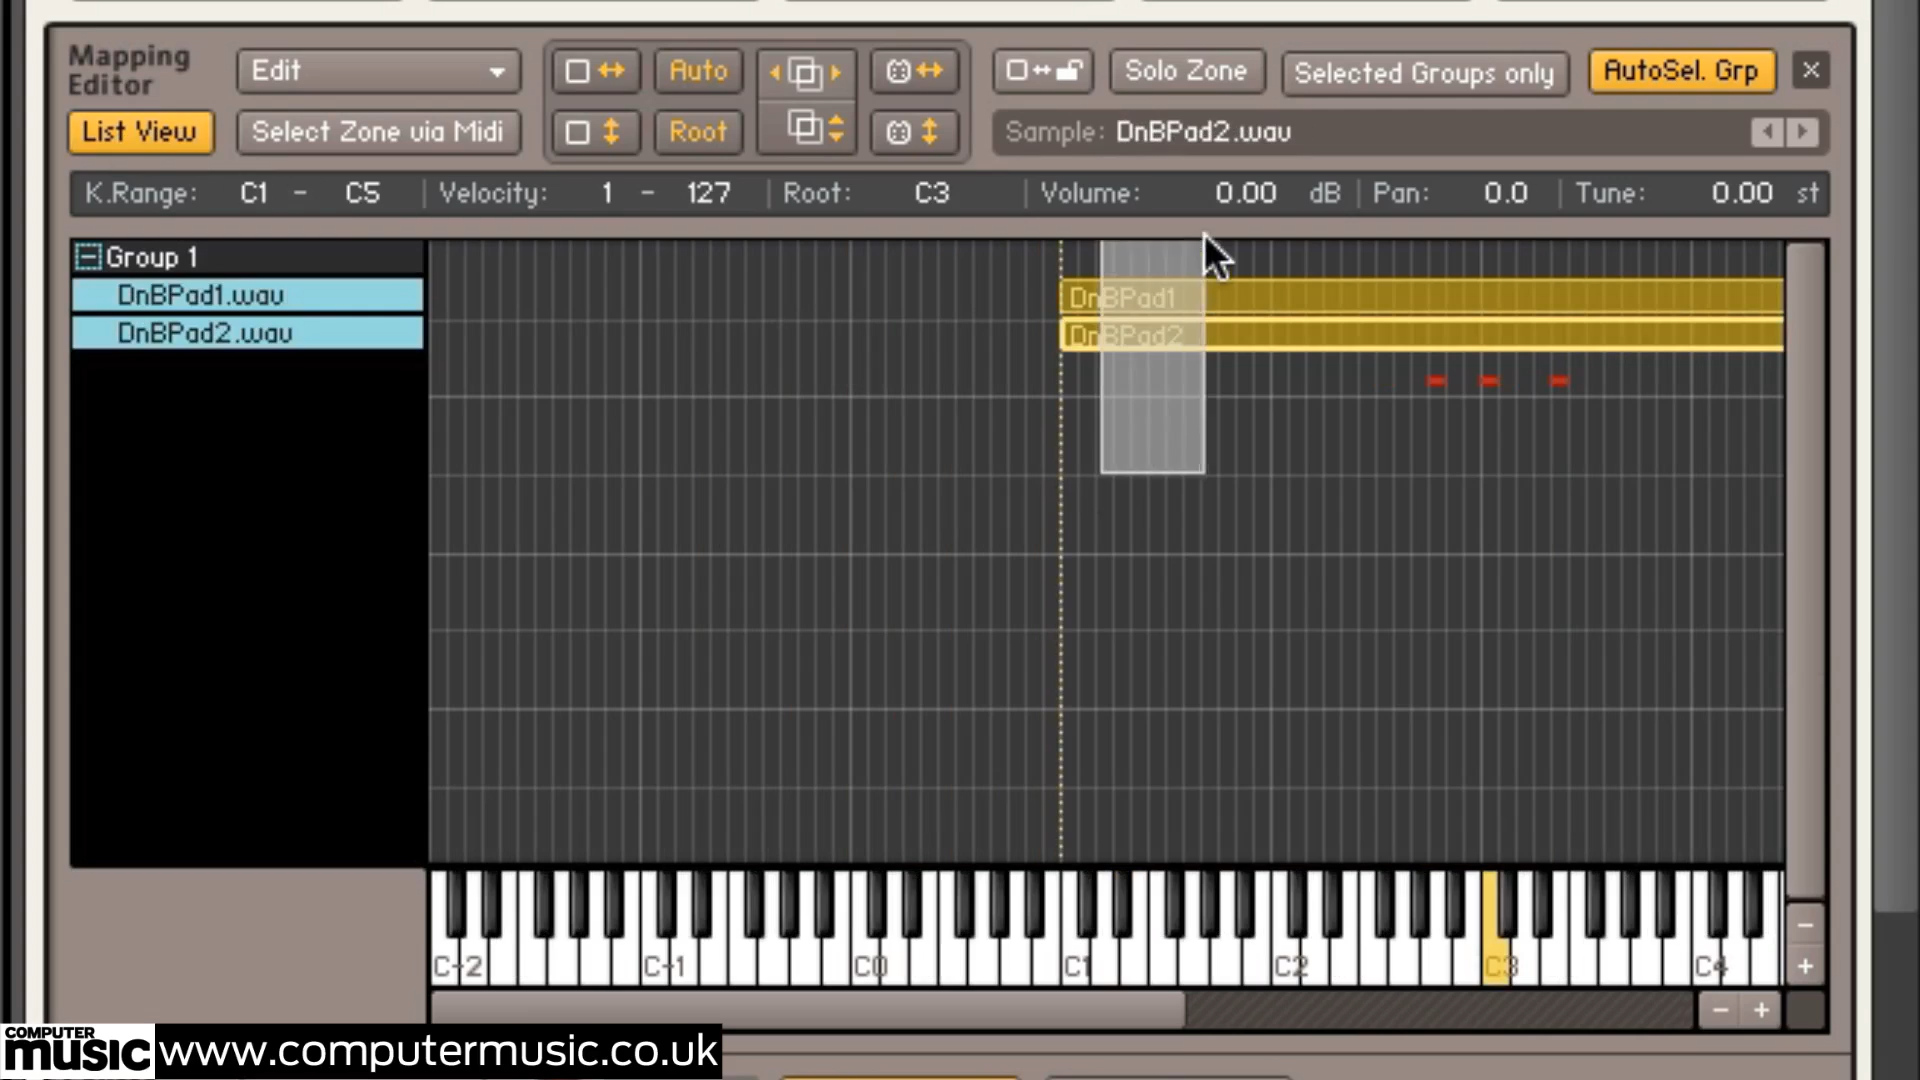 Mapping
Editor
Edit
Auto
Solo Zone
Selected Groups only
AutoSel. Grp
List View
Select Zone via Midi
Root
Sample: DnBPad2.wav
K.Range: C1 - C5 | Velocity: 1 - 127 | Root: C3 | Volume: 0.00 dB | Pan: 0.0 | Tune: 0.00 st
Group 1
DnBPad1.wav
DnBPad2.wav
DnBPad1
DnBPad2
C-2 C-1 C0 C1 C2 C3 C4
COMPUTER
music
www.computermusic.co.uk